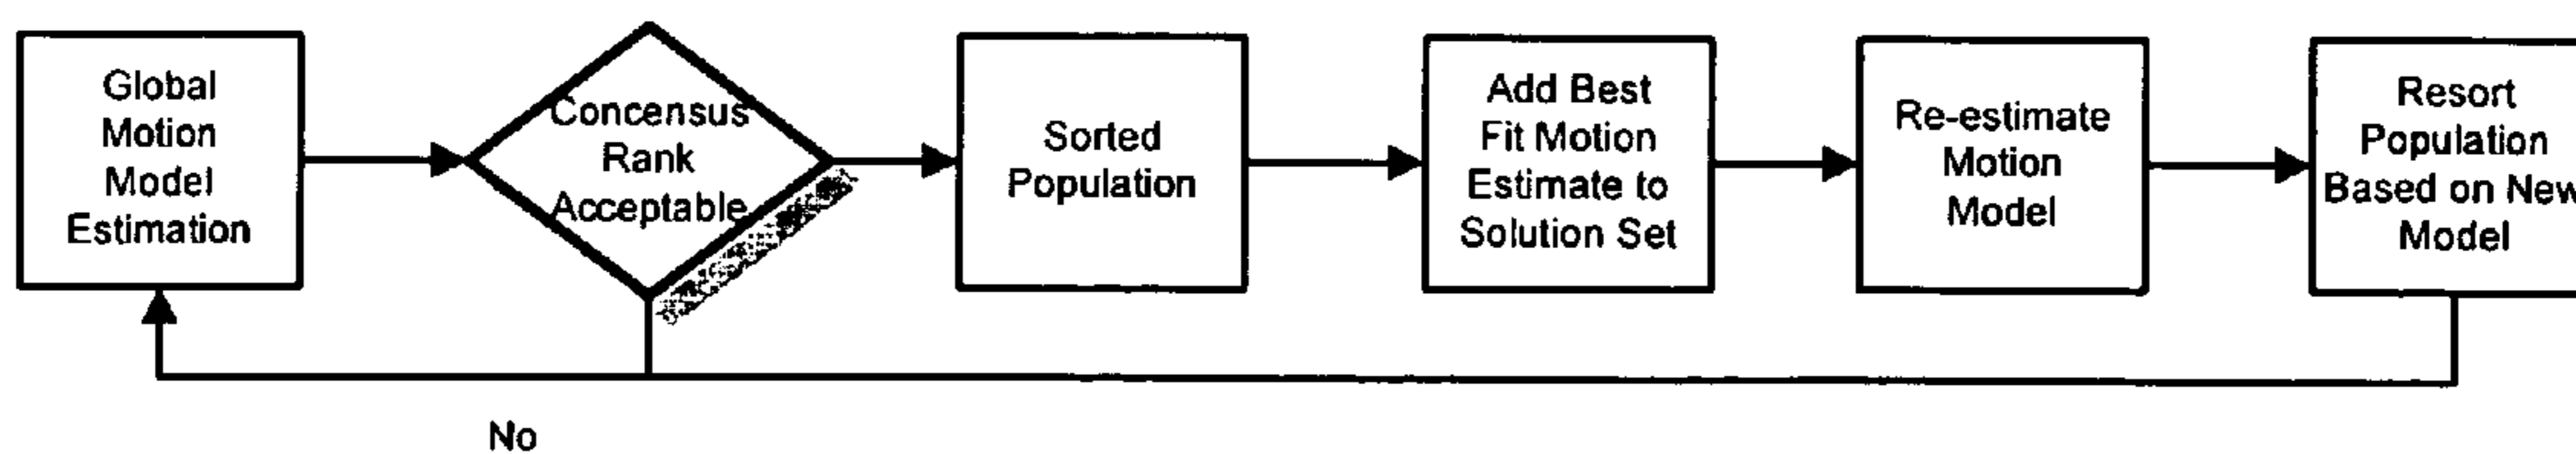 Global
Motion
Model
Estimation
Concensus
Rank
Acceptable
Sorted
Population
Add Best
Fit Motion
Estimate to
Solution Set
Re-estimate
Motion
Model
Resort
Population
Based on New
Model
No